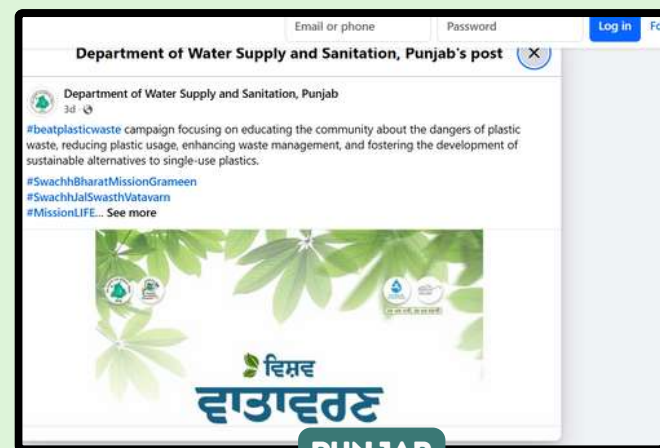 Email or phone Password Log in Fo
Department of Water Supply and Sanitation, Punjab's post
Department of Water Supply and Sanitation, Punjab
3d
#beatplasticwaste campaign focusing on educating the community about the dangers of plastic
waste, reducing plastic usage, enhancing waste management, and fostering the development of
sustainable alternatives to single-use plastics.
#SwachhBharatMissionGrameen
#SwachhJalSwasthVatavarn
#MissionLIFE... See more
ਵਿਸ਼ਵ
ਵਾਤਾਵਰਣ
PUNJAB